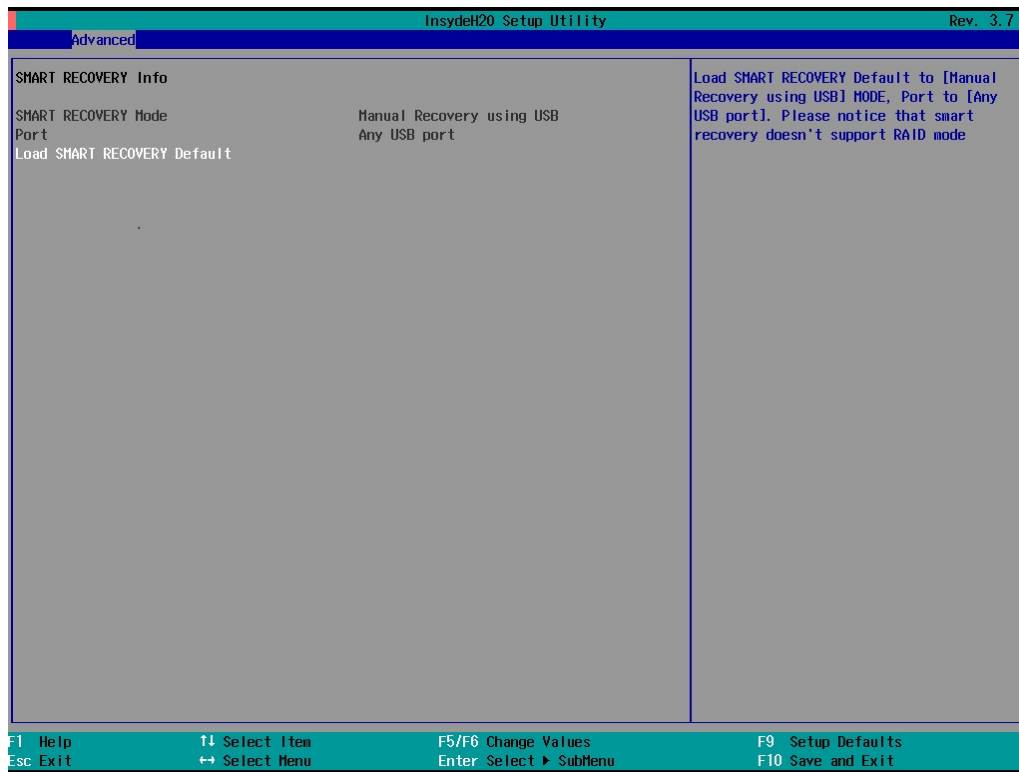 InsydeH20 Setup Utility Rev. 3.7
Advanced
SMART RECOVERY Info
SMART RECOVERY Mode Manual Recovery using USB
Port Any USB port
Load SMART RECOVERY Default
Load SMART RECOVERY Default to [Manual
Recovery using USB] MODE, Port to [Any
USB port]. Please notice that smart
recovery doesn't support RAID mode
F1 Help ↑↓ Select Item F5/F6 Change Values F9 Setup Defaults
Esc Exit ↔ Select Menu Enter Select ▶ SubMenu F10 Save and Exit